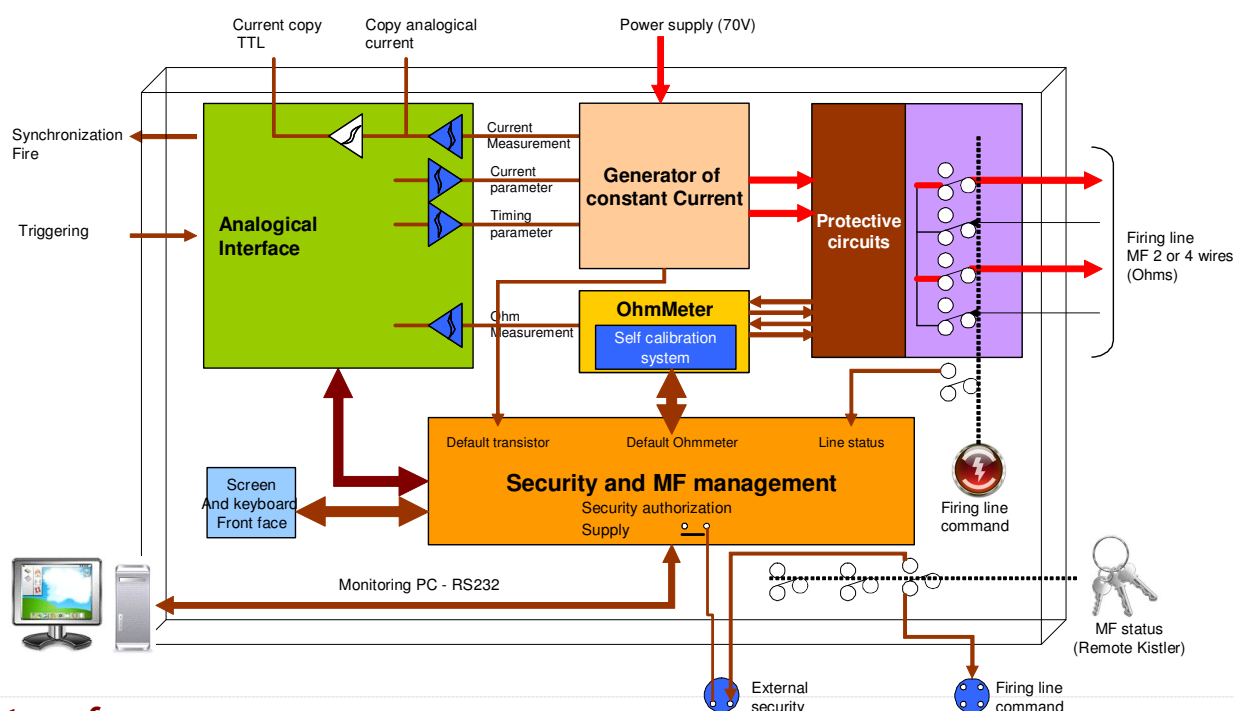 Current copy
TTL
Copy analogical
current
Power supply (70V)
Synchronization
Fire
Triggering
Analogical
Interface
Current
Measurement
Current
parameter
Timing
parameter
Ohm
Measurement
Generator of
constant Current
OhmMeter
Self calibration
system
Protective
circuits
Firing line
MF 2 or 4 wires
(Ohms)
Default transistor
Default Ohmmeter
Line status
Security and MF management
Security authorization
Supply
Screen
And keyboard
Front face
Firing line
command
Monitoring PC - RS232
MF status
(Remote Kistler)
External
security
Firing line
command